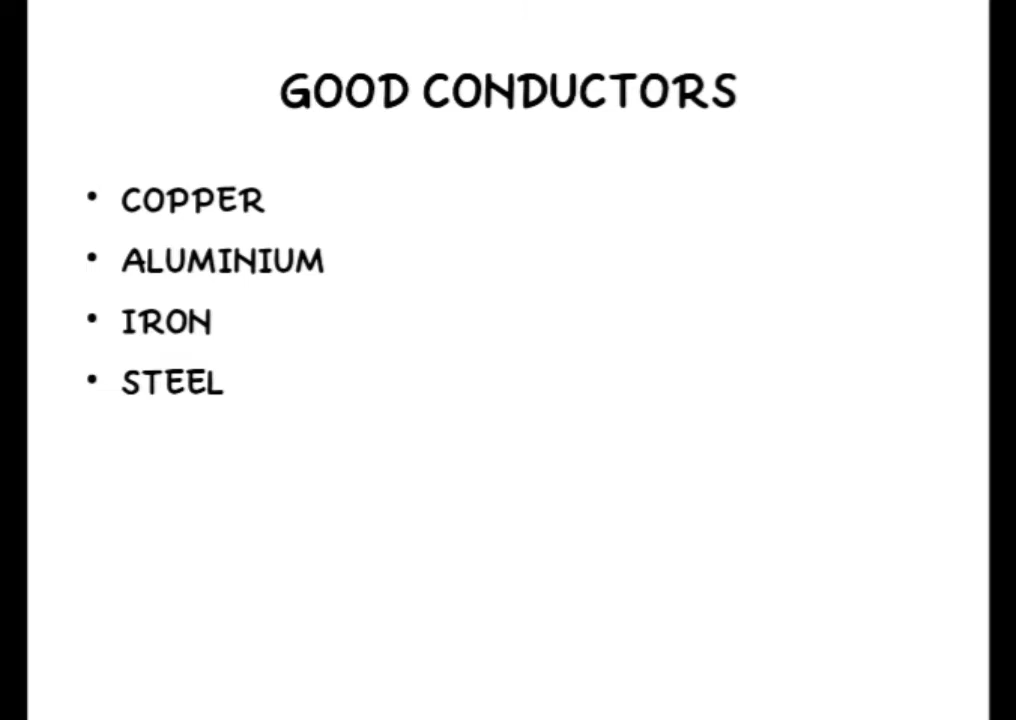 GOOD CONDUCTORS
• COPPER
• ALUMINIUM
• IRON
• STEEL